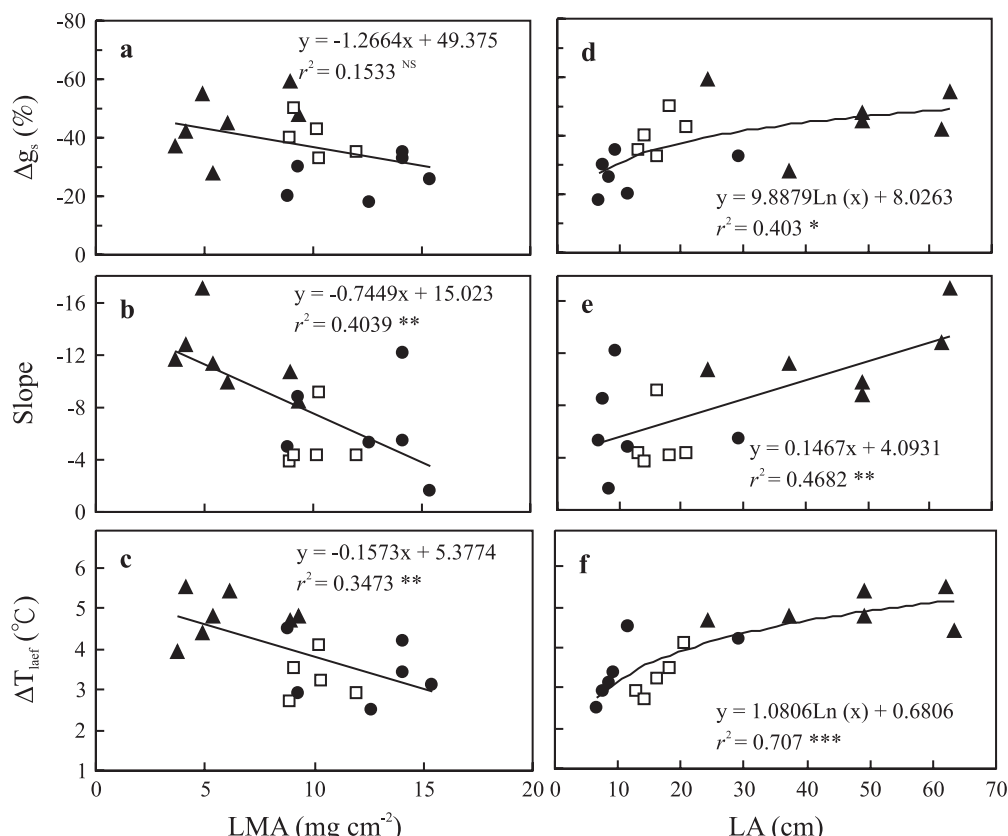 -80
-60
-40
-20
0
Δgs (%)
a
y = -1.2664x + 49.375
r² = 0.1533 NS
d
y = 9.8879Ln (x) + 8.0263
r² = 0.403 *
-16
-12
-8
-4
0
Slope
b
y = -0.7449x + 15.023
r² = 0.4039 **
e
y = 0.1467x + 4.0931
r² = 0.4682 **
6
5
4
3
2
1
ΔTlaef (℃)
c
y = -0.1573x + 5.3774
r² = 0.3473 **
f
y = 1.0806Ln (x) + 0.6806
r² = 0.707 ***
0 5 10 15 20
0 10 20 30 40 50 60 70
LMA (mg cm-2)
LA (cm)